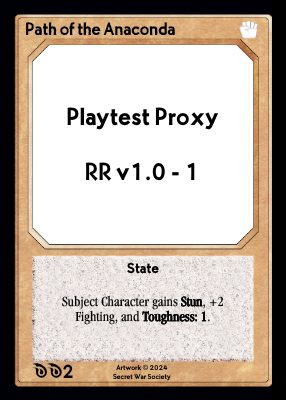 Path of the Anaconda
Playtest Proxy
RR v1.0 - 1
State
Subject Character gains Stun, +2
Fighting, and Toughness: 1.
2
Artwork © 2024
Secret War Society